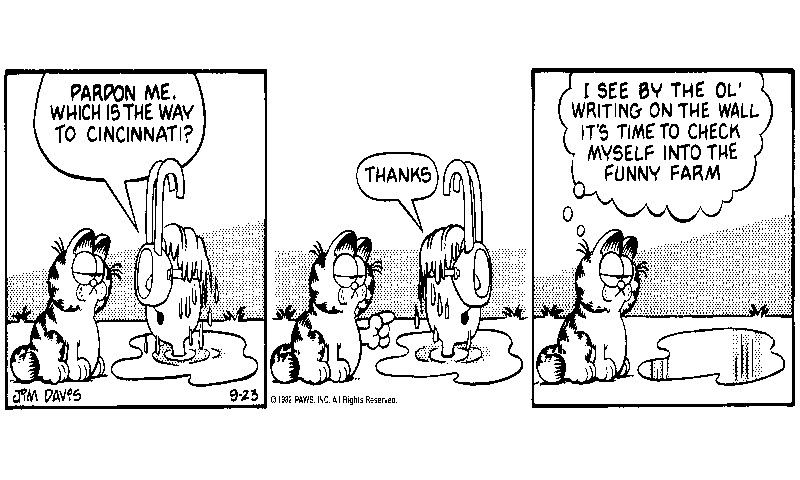 PARDON ME.
WHICH IS THE WAY
TO CINCINNATI?
JIM DAVIS
9-23
THANKS
© 1982 PAWS, INC. All Rights Reserved.
I SEE BY THE OL'
WRITING ON THE WALL
IT'S TIME TO CHECK
MYSELF INTO THE
FUNNY FARM